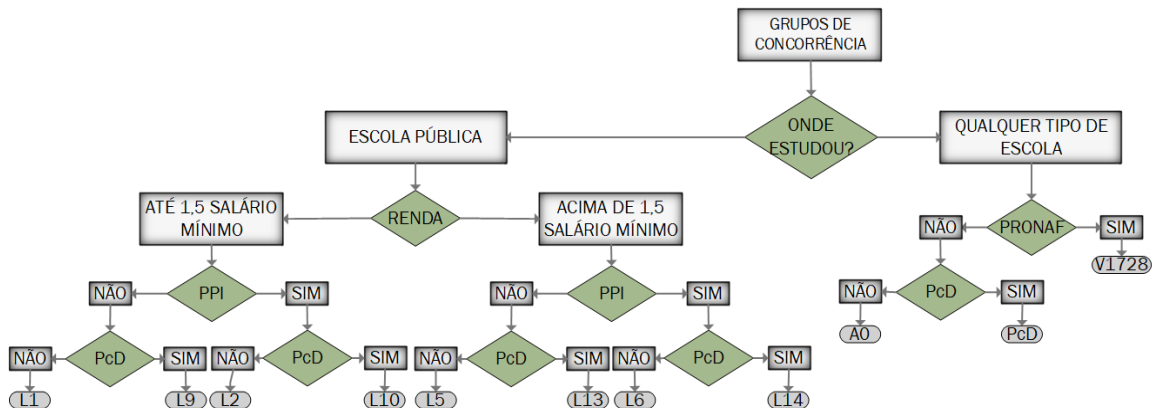 GRUPOS DE
CONCORRÊNCIA
ONDE
ESTUDOU?
ESCOLA PÚBLICA
QUALQUER TIPO DE
ESCOLA
ATÉ 1,5 SALÁRIO
MÍNIMO
RENDA
ACIMA DE 1,5
SALÁRIO MÍNIMO
NÃO
PRONAF
SIM
V1728
NÃO
PPI
SIM
NÃO
PPI
SIM
NÃO
PcD
SIM
A0
PcD
NÃO
PcD
SIM
NÃO
PcD
SIM
NÃO
PcD
SIM
NÃO
PcD
SIM
L1
L9
L2
L10
L5
L13
L6
L14